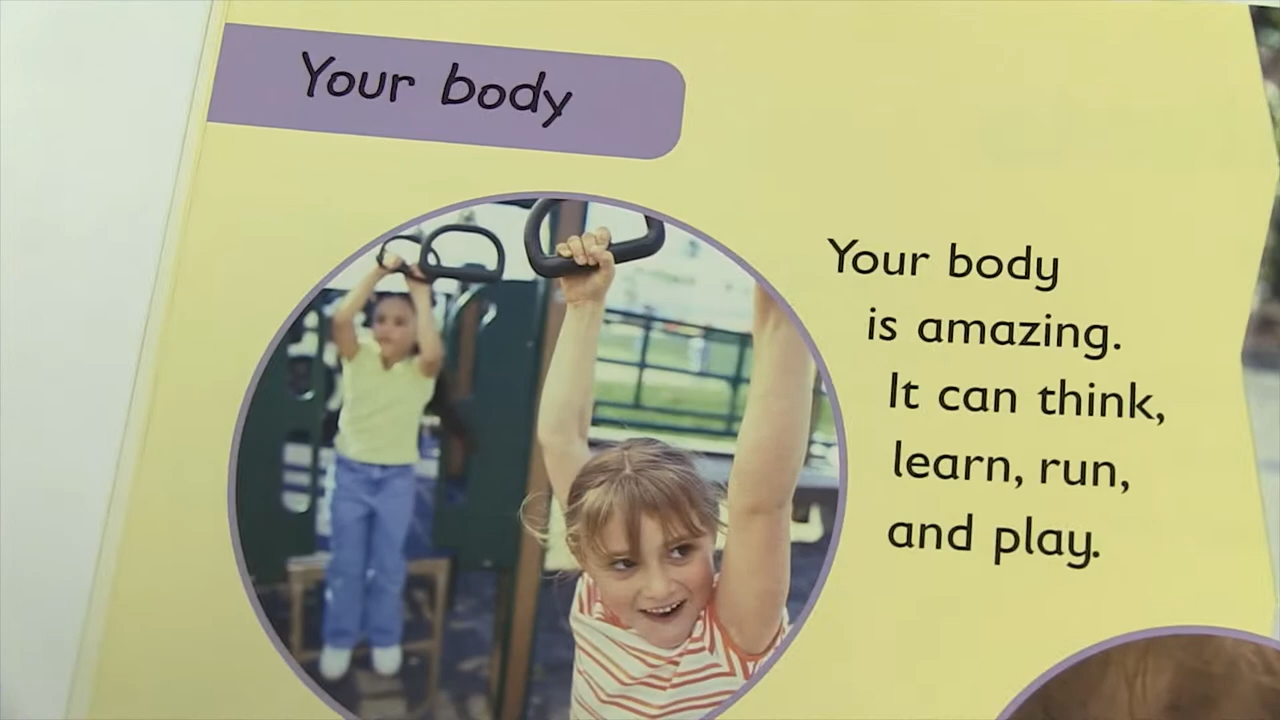 Your body
Your body
is amazing.
It can think,
learn, run,
and play.